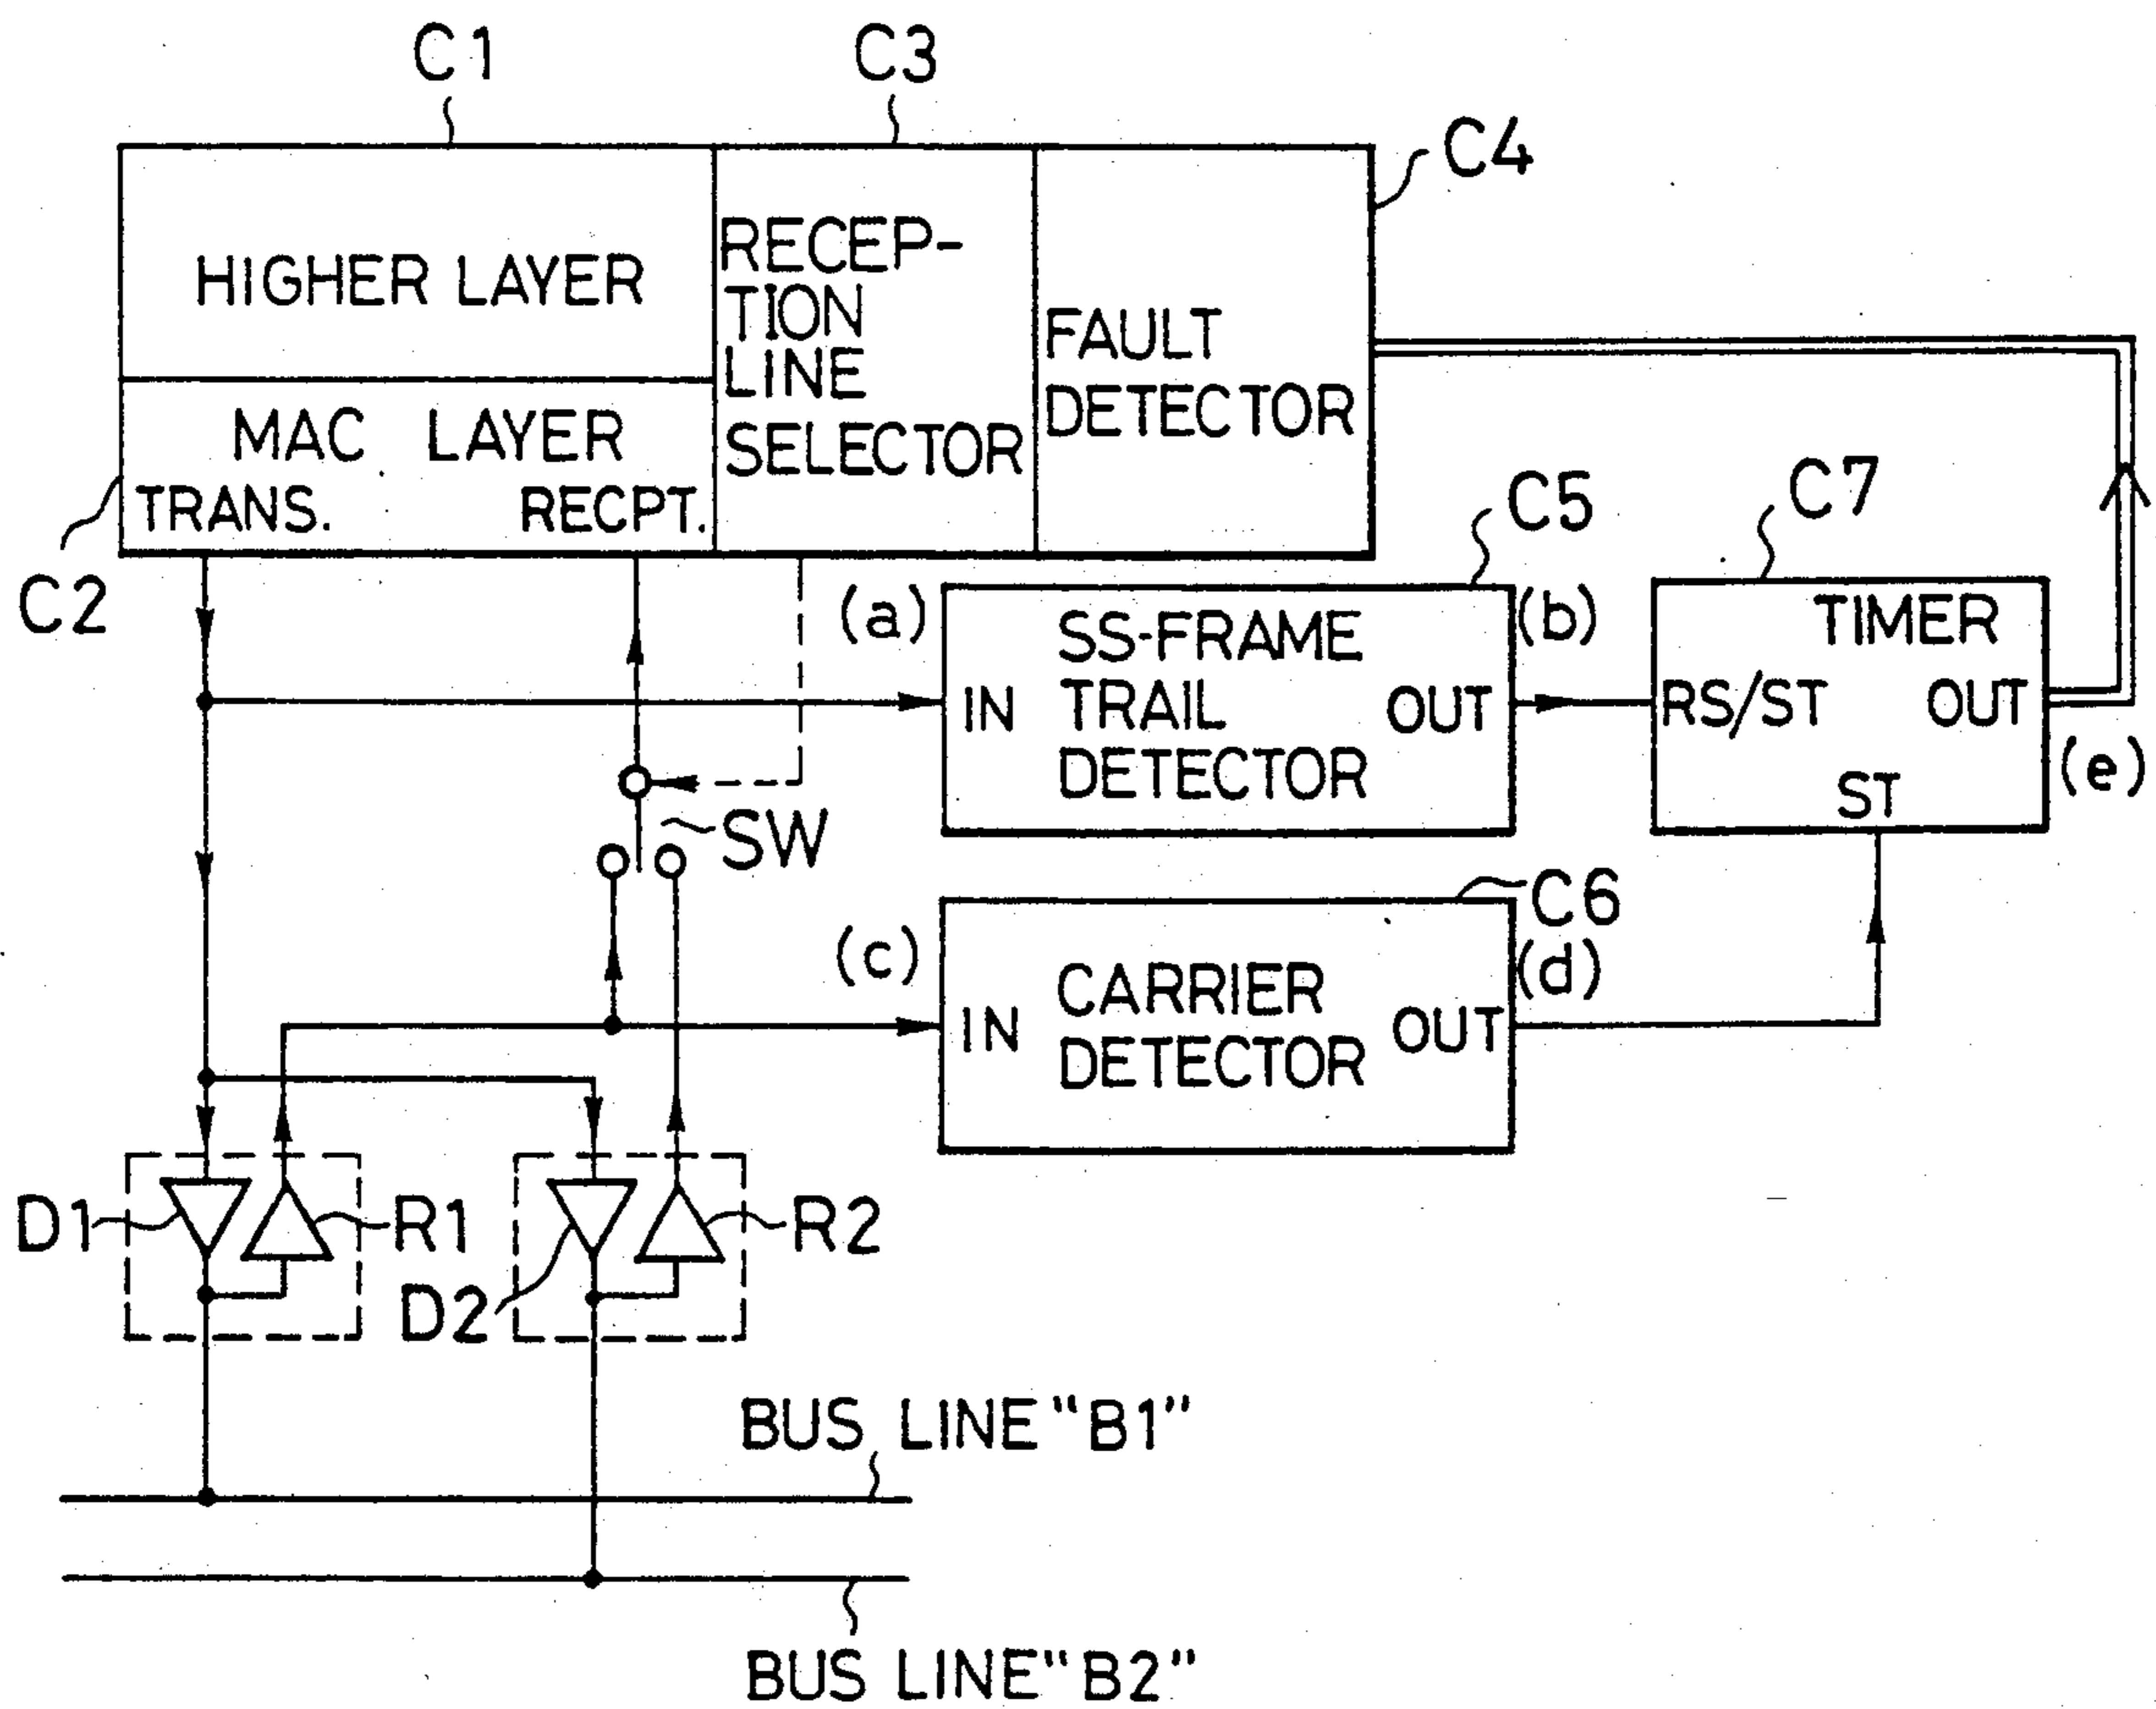 C1
C3
C4
HIGHER LAYER
RECEP-
TION
LINE
SELECTOR
FAULT
DETECTOR
MAC LAYER
TRANS. RECPT.
C2
C5
C7
(a)
SS-FRAME
IN TRAIL OUT
DETECTOR
(b)
TIMER
RS/ST OUT
ST
(e)
SW
C6
(c)
CARRIER
IN OUT
DETECTOR
(d)
D1
R1
D2
R2
BUS LINE "B1"
BUS LINE "B2"